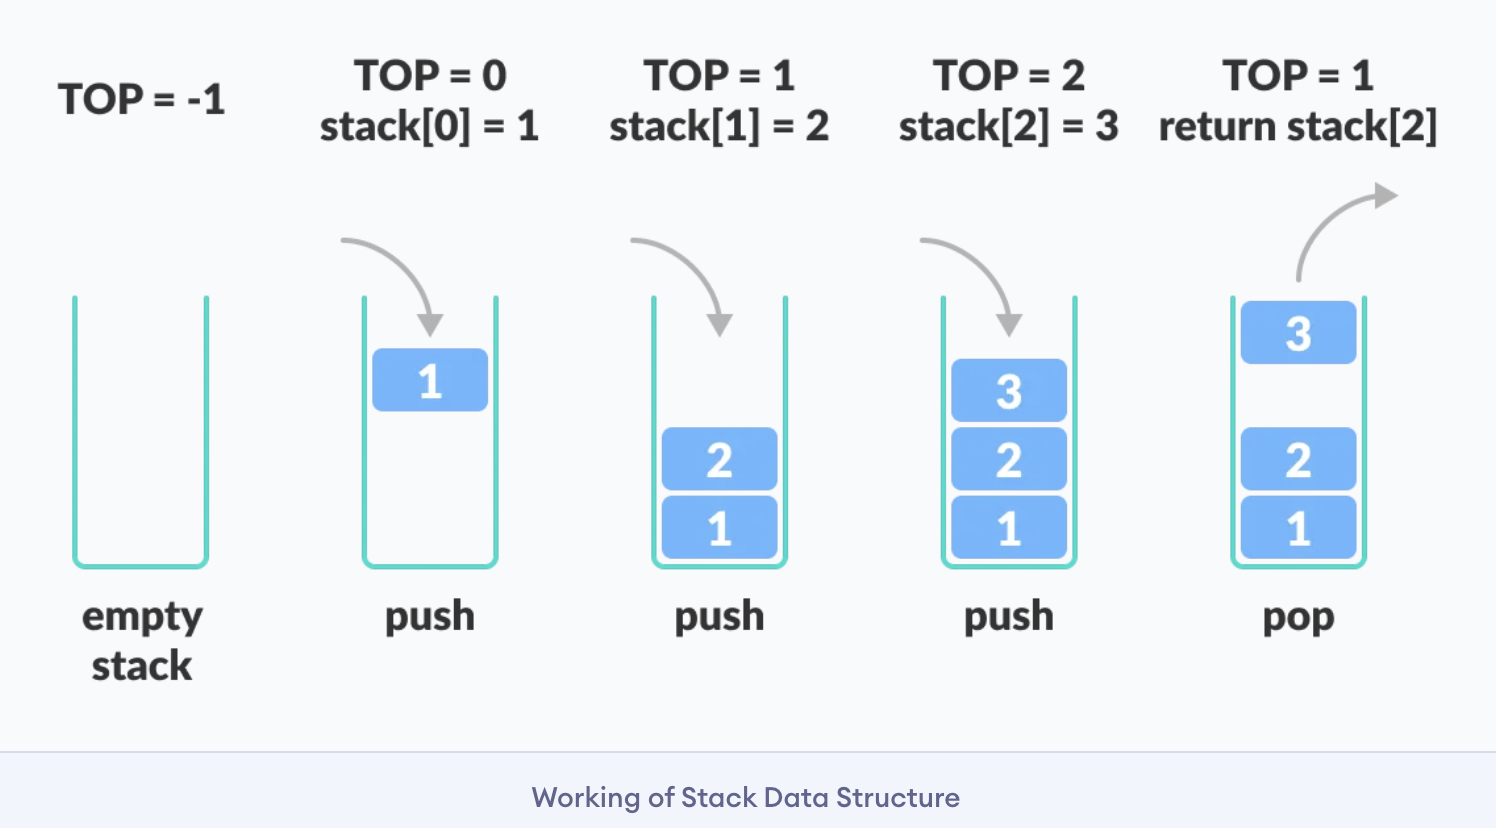 TOP = -1
TOP = 0
stack[0] = 1
TOP = 1
stack[1] = 2
TOP = 2
stack[2] = 3
TOP = 1
return stack[2]
1
2
1
3
2
1
3
2
1
empty
stack
push
push
push
pop
Working of Stack Data Structure